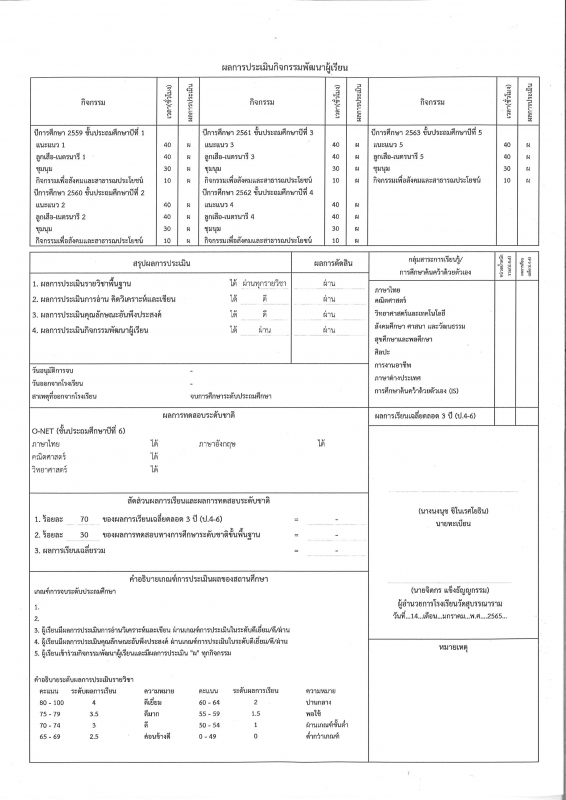 ผลการประเมินกิจกรรมพัฒนาผู้เรียน
กิจกรรม เวลา(ชั่วโมง) ผลการประเมิน กิจกรรม เวลา(ชั่วโมง) ผลการประเมิน กิจกรรม เวลา(ชั่วโมง) ผลการประเมิน
ปีการศึกษา 2559 ชั้นประถมศึกษาปีที่ 1 ปีการศึกษา 2561 ชั้นประถมศึกษาปีที่ 3 ปีการศึกษา 2563 ชั้นประถมศึกษาปีที่ 5
แนะแนว 1 40 ผ แนะแนว 3 40 ผ แนะแนว 5 40 ผ
ลูกเสือ-เนตรนารี 1 40 ผ ลูกเสือ-เนตรนารี 3 40 ผ ลูกเสือ-เนตรนารี 5 40 ผ
ชุมนุม 30 ผ ชุมนุม 30 ผ ชุมนุม 30 ผ
กิจกรรมเพื่อสังคมและสาธารณประโยชน์ 10 ผ กิจกรรมเพื่อสังคมและสาธารณประโยชน์ 10 ผ กิจกรรมเพื่อสังคมและสาธารณประโยชน์ 10 ผ
ปีการศึกษา 2560 ชั้นประถมศึกษาปีที่ 2 ปีการศึกษา 2562 ชั้นประถมศึกษาปีที่ 4
แนะแนว 2 40 ผ แนะแนว 4 40 ผ
ลูกเสือ-เนตรนารี 2 40 ผ ลูกเสือ-เนตรนารี 4 40 ผ
ชุมนุม 30 ผ ชุมนุม 30 ผ
กิจกรรมเพื่อสังคมและสาธารณประโยชน์ 10 ผ กิจกรรมเพื่อสังคมและสาธารณประโยชน์ 10 ผ
สรุปผลการประเมิน ผลการตัดสิน
1. ผลการประเมินรายวิชาพื้นฐาน ได้ ผ่านทุกรายวิชา ผ่าน
2. ผลการประเมินการอ่าน คิดวิเคราะห์และเขียน ได้ ดี ผ่าน
3. ผลการประเมินคุณลักษณะอันพึงประสงค์ ได้ ดี ผ่าน
4. ผลการประเมินกิจกรรมพัฒนาผู้เรียน ได้ ผ่าน ผ่าน
วันอนุมัติการจบ -
วันออกจากโรงเรียน -
สาเหตุที่ออกจากโรงเรียน จบการศึกษาระดับประถมศึกษา
กลุ่มสาระการเรียนรู้/
การศึกษาค้นคว้าด้วยตัวเอง
ภาษาไทย
คณิตศาสตร์
วิทยาศาสตร์และเทคโนโลยี
สังคมศึกษา ศาสนา และวัฒนธรรม
สุขศึกษาและพลศึกษา
ศิลปะ
การงานอาชีพ
ภาษาต่างประเทศ
การศึกษาค้นคว้าด้วยตัวเอง (IS)
ผลการเรียนเฉลี่ยตลอด 3 ปี (ป.4-6)
ผลการทดสอบระดับชาติ
O-NET (ชั้นประถมศึกษาปีที่ 6)
ภาษาไทย ได้ ภาษาอังกฤษ ได้
คณิตศาสตร์ ได้
วิทยาศาสตร์ ได้
สัดส่วนผลการเรียนและผลการทดสอบระดับชาติ
1. ร้อยละ 70 ของผลการเรียนเฉลี่ยตลอด 3 ปี (ป.4-6) = -
2. ร้อยละ 30 ของผลการทดสอบทางการศึกษาระดับชาติขั้นพื้นฐาน = -
3. ผลการเรียนเฉลี่ยรวม = -
นายทะเบียน
ผู้อำนวยการโรงเรียนวัดสุบรรณาราม
วันที่...14...เดือน...มกราคม...พ.ศ....2565...
หมายเหตุ
คำอธิบายเกณฑ์การประเมินผลของสถานศึกษา
เกณฑ์การจบระดับประถมศึกษา
1.
2.
3. ผู้เรียนมีผลการประเมินการอ่านวิเคราะห์และเขียน ผ่านเกณฑ์การประเมินในระดับดีเยี่ยม/ดี/ผ่าน
4. ผู้เรียนมีผลการประเมินคุณลักษณะอันพึงประสงค์ ผ่านเกณฑ์การประเมินในระดับดีเยี่ยม/ดี/ผ่าน
5. ผู้เรียนเข้าร่วมกิจกรรมพัฒนาผู้เรียนและมีผลการประเมิน "ผ" ทุกกิจกรรม
คำอธิบายระดับผลการประเมินรายวิชา
คะแนน ระดับผลการเรียน ความหมาย คะแนน ระดับผลการเรียน ความหมาย
80 - 100 4 ดีเยี่ยม 60 - 64 2 ปานกลาง
75 - 79 3.5 ดีมาก 55 - 59 1.5 พอใช้
70 - 74 3 ดี 50 - 54 1 ผ่านเกณฑ์ขั้นต่ำ
65 - 69 2.5 ค่อนข้างดี 0 - 49 0 ต่ำกว่าเกณฑ์